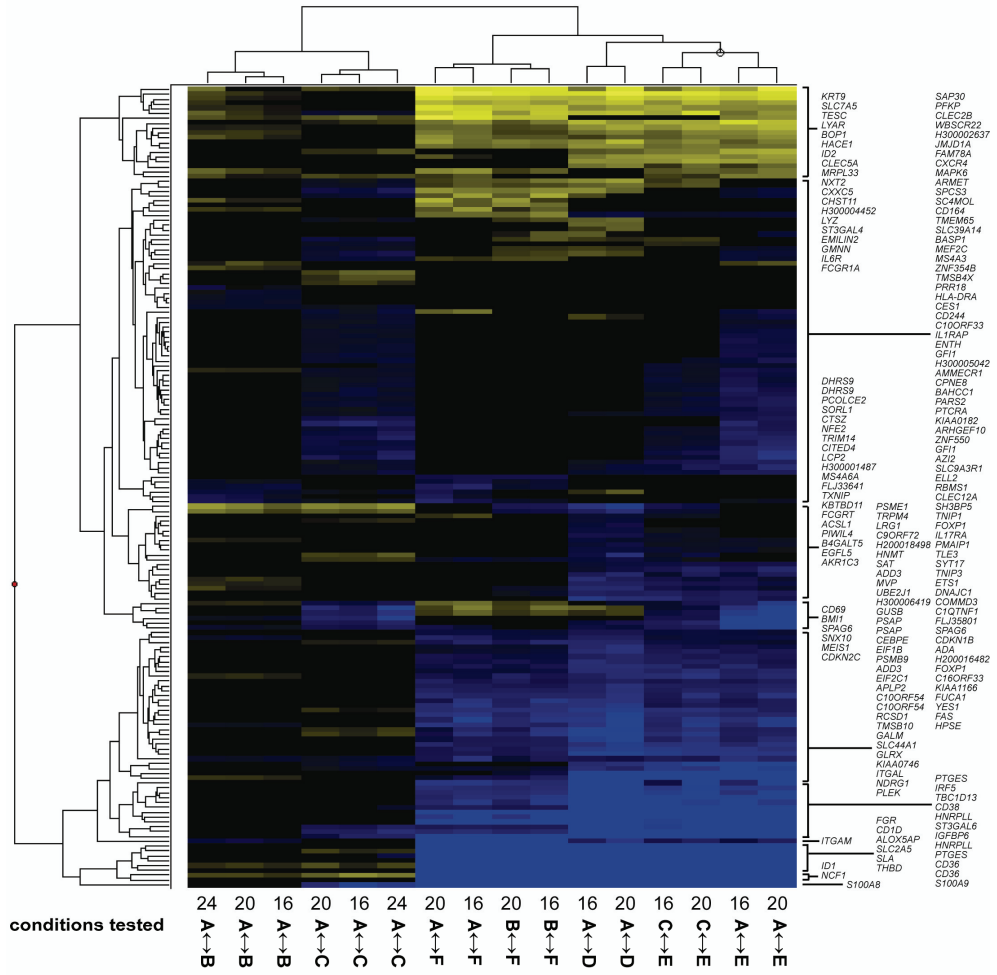 KRT9
SLC7A5
TESC
LYAR
BOP1
HACE1
ID2
CLEC5A
MRPL33
NXT2
CXXC5
CHST11
H300004452
LYZ
ST3GAL4
EMILIN2
GMNN
IL6R
FCGR1A
DHRS9
DHRS9
PCOLCE2
SORL1
CTSZ
NFE2
TRIM14
CITED4
LCP2
H300001487
MS4A6A
FLJ33641
TXNIP
KBTBD11
FCGRT
ACSL1
PIWIL4
B4GALT5
EGFL5
AKR1C3
CD69
BMI1
SPAG6
SNX10
MEIS1
CDKN2C
ITGAM
ID1
NCF1
S100A8
PSME1
TRPM4
LRG1
C9ORF72
H200018498
HNMT
SAT
ADD3
MVP
UBE2J1
H300006419
GUSB
PSAP
PSAP
CEBPE
EIF1B
PSMB9
ADD3
EIF2C1
APLP2
C10ORF54
C10ORF54
RCSD1
TMSB10
GALM
SLC44A1
GLRX
KIAA0746
ITGAL
NDRG1
PLEK
FGR
CD1D
ALOX5AP
SLC2A5
SLA
THBD
SAP30
PFKP
CLEC2B
WBSCR22
H300002637
JMJD1A
FAM78A
CXCR4
MAPK6
ARMET
SPCS3
SC4MOL
CD164
TMEM65
SLC39A14
BASP1
MEF2C
MS4A3
ZNF354B
TMSB4X
PRR18
HLA-DRA
CES1
CD244
C10ORF33
IL1RAP
ENTH
GFI1
H300005042
AMMECR1
CPNE8
BAHCC1
PARS2
PTCRA
KIAA0182
ARHGEF10
ZNF550
GFI1
AZI2
SLC9A3R1
ELL2
RBMS1
CLEC12A
SH3BP5
TNIP1
FOXP1
IL17RA
PMAIP1
TLE3
SYT17
TNIP3
ETS1
DNAJC1
COMMD3
C1QTNF1
FLJ35801
SPAG6
CDKN1B
ADA
H200016482
FOXP1
C16ORF33
KIAA1166
FUCA1
YES1
FAS
HPSE
PTGES
IRF5
TBC1D13
CD38
HNRPLL
ST3GAL6
IGFBP6
HNRPLL
PTGES
CD36
CD36
S100A9
24 20 16 20 16 24 20 16 20 16 16 20 16 20 16 20
conditions tested
A↔B A↔B A↔B A↔C A↔C A↔C A↔F A↔F B↔F B↔F A↔D A↔D C↔E C↔E A↔E A↔E